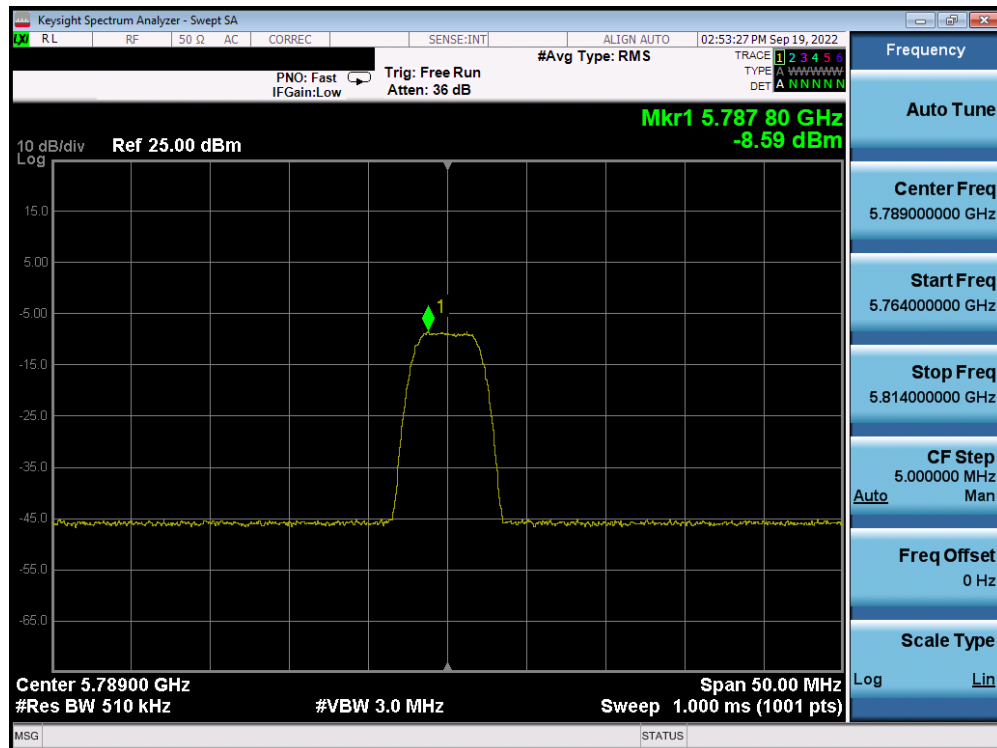 Keysight Spectrum Analyzer - Swept SA
LXI RL RF 50 Ω AC CORREC SENSE:INT ALIGN AUTO 02:53:27 PM Sep 19, 2022
#Avg Type: RMS
TRACE 1 2 3 4 5 6
PNO: Fast Trig: Free Run
TYPE A W W W W W
IFGain:Low Atten: 36 dB
DET A N N N N N
Mkr1 5.787 80 GHz
-8.59 dBm
10 dB/div Ref 25.00 dBm
Log
15.0
5.00
1
-5.00
-15.0
-25.0
-35.0
-45.0
-55.0
-65.0
Center 5.78900 GHz Span 50.00 MHz
#Res BW 510 kHz #VBW 3.0 MHz Sweep 1.000 ms (1001 pts)
MSG STATUS
Frequency
Auto Tune
Center Freq
5.789000000 GHz
Start Freq
5.764000000 GHz
Stop Freq
5.814000000 GHz
CF Step
5.000000 MHz
Auto Man
Freq Offset
0 Hz
Scale Type
Log Lin